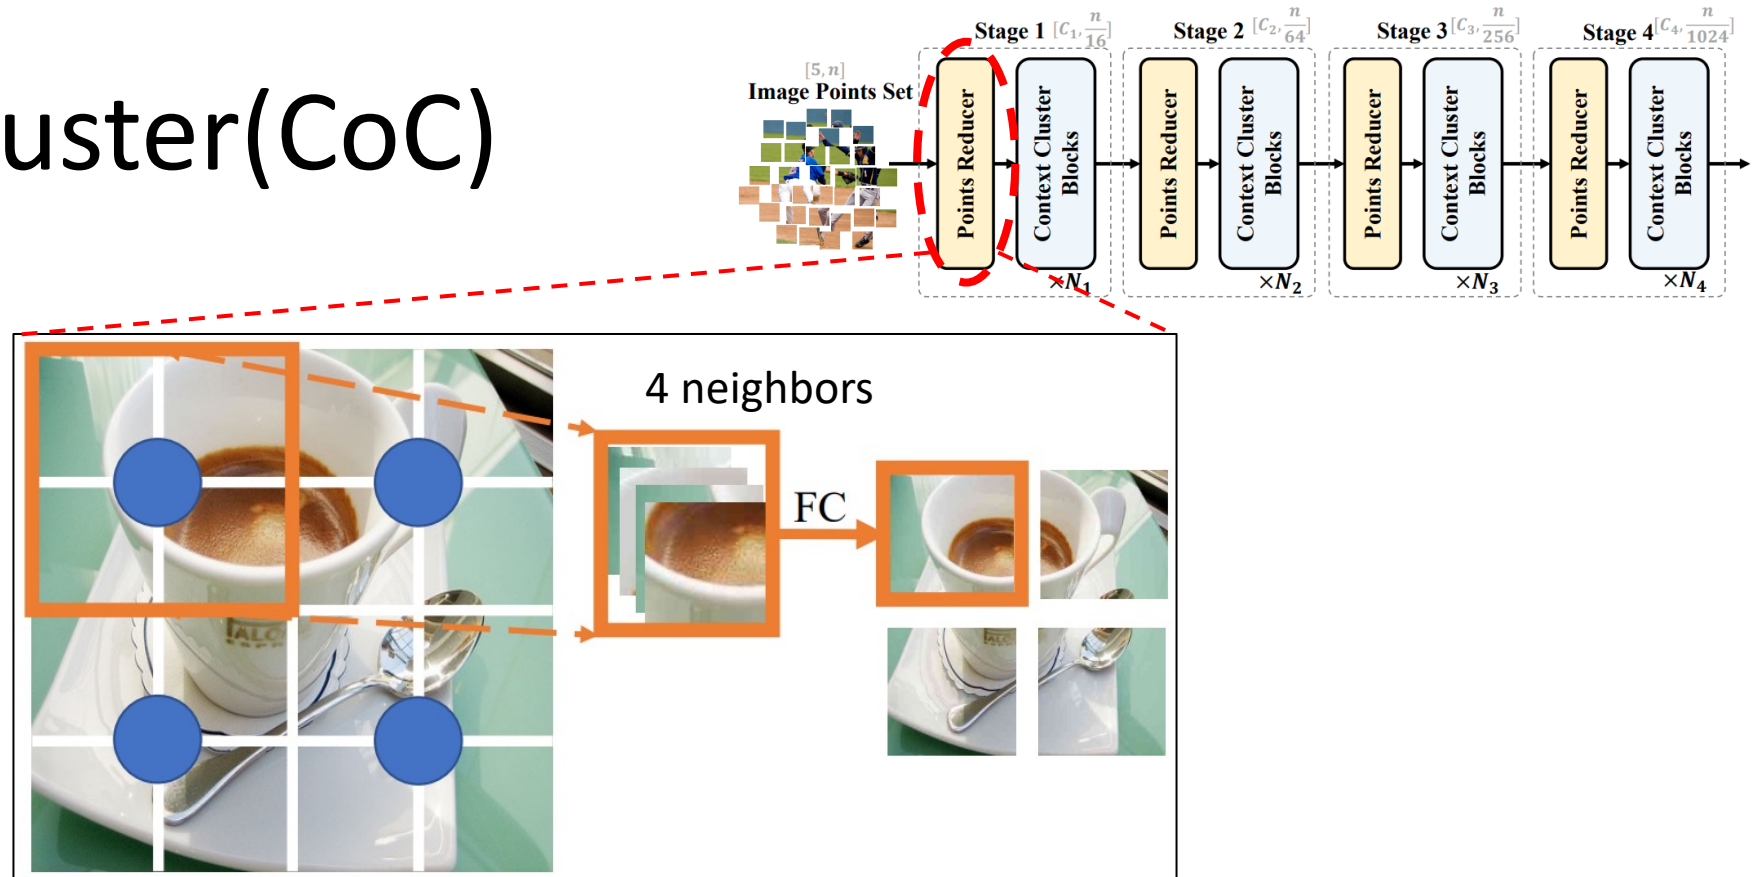 uster(CoC)
[5, n]
Image Points Set
Stage 1 [C₁, n/16]
Points Reducer
Context Cluster
Blocks
×N₁
Stage 2 [C₂, n/64]
Points Reducer
Context Cluster
Blocks
×N₂
Stage 3 [C₃, n/256]
Points Reducer
Context Cluster
Blocks
×N₃
Stage 4 [C₄, n/1024]
Points Reducer
Context Cluster
Blocks
×N₄
4 neighbors
FC